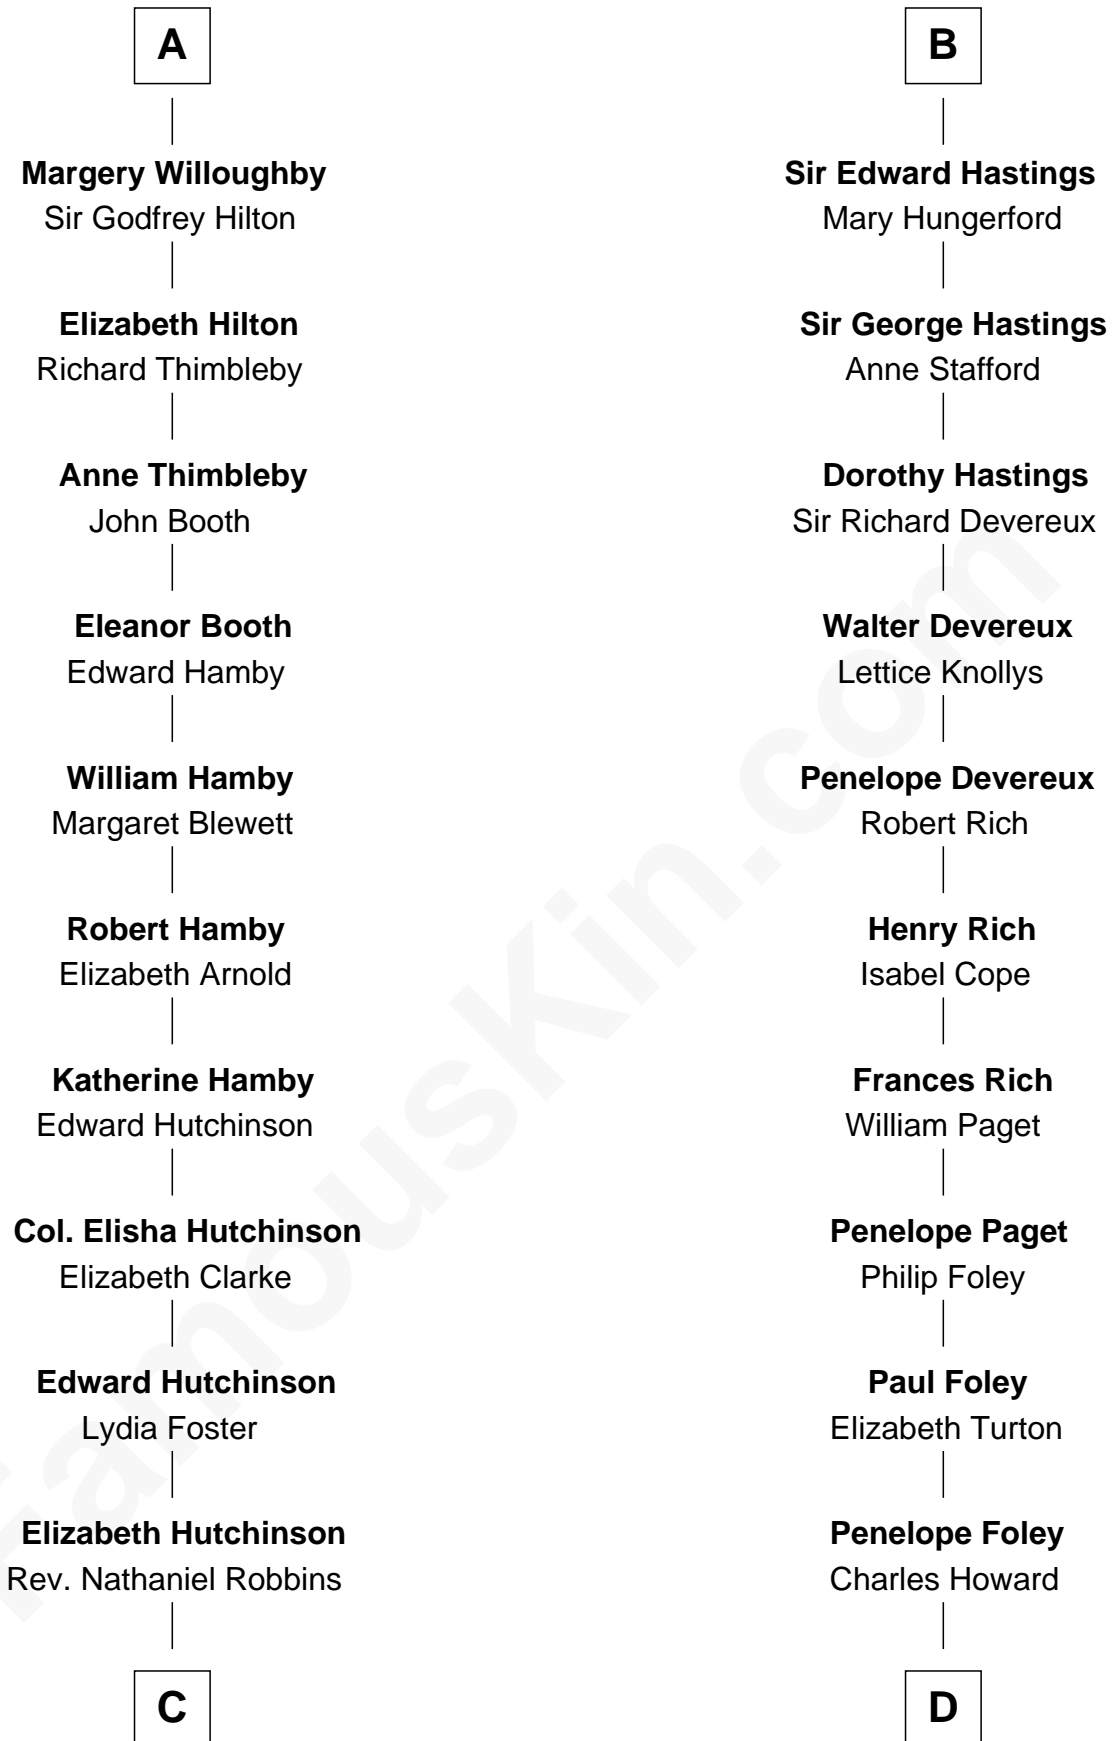 A
Margery Willoughby
Sir Godfrey Hilton
Elizabeth Hilton
Richard Thimbleby
Anne Thimbleby
John Booth
Eleanor Booth
Edward Hamby
William Hamby
Margaret Blewett
Robert Hamby
Elizabeth Arnold
Katherine Hamby
Edward Hutchinson
Col. Elisha Hutchinson
Elizabeth Clarke
Edward Hutchinson
Lydia Foster
Elizabeth Hutchinson
Rev. Nathaniel Robbins
C
B
Sir Edward Hastings
Mary Hungerford
Sir George Hastings
Anne Stafford
Dorothy Hastings
Sir Richard Devereux
Walter Devereux
Lettice Knollys
Penelope Devereux
Robert Rich
Henry Rich
Isabel Cope
Frances Rich
William Paget
Penelope Paget
Philip Foley
Paul Foley
Elizabeth Turton
Penelope Foley
Charles Howard
D
FamousKin.com